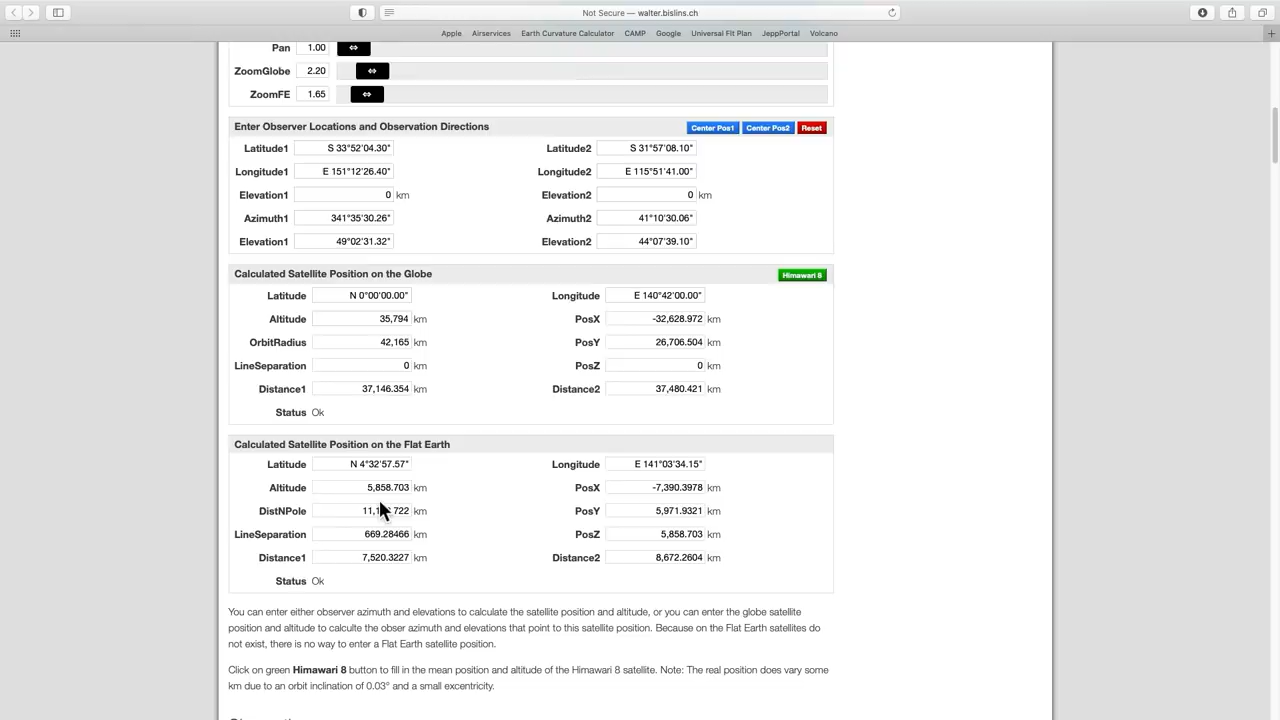 Not Secure — walter.bislins.ch
Apple Airservices Earth Curvature Calculator CAMP Google Universal Flt Plan JeppPortal Volcano
Pan 1.00
ZoomGlobe 2.20
ZoomFE 1.65
Enter Observer Locations and Observation Directions Center Pos1 Center Pos2 Reset
Latitude1 S 33°52'04.30" Latitude2 S 31°57'08.10"
Longitude1 E 151°12'26.40" Longitude2 E 115°51'41.00"
Elevation1 0 km Elevation2 0 km
Azimuth1 341°35'30.26" Azimuth2 41°10'30.06"
Elevation1 49°02'31.32" Elevation2 44°07'39.10"
Calculated Satellite Position on the Globe Himawari 8
Latitude N 0°00'00.00" Longitude E 140°42'00.00"
Altitude 35,794 km PosX -32,628.972 km
OrbitRadius 42,165 km PosY 26,706.504 km
LineSeparation 0 km PosZ 0 km
Distance1 37,146.354 km Distance2 37,480.421 km
Status Ok
Calculated Satellite Position on the Flat Earth
Latitude N 4°32'57.57" Longitude E 141°03'34.15"
Altitude 5,858.703 km PosX -7,390.3978 km
DistNPole km PosY 5,971.9321 km
LineSeparation 669.28466 km PosZ 5,858.703 km
Distance1 7,520.3227 km Distance2 8,672.2604 km
Status Ok
You can enter either observer azimuth and elevations to calculate the satellite position and altitude, or you can enter the globe satellite
position and altitude to calculte the obser azimuth and elevations that point to this satellite position. Because on the Flat Earth satellites do
not exist, there is no way to enter a Flat Earth satellite position.
Click on green Himawari 8 button to fill in the mean position and altitude of the Himawari 8 satellite. Note: The real position does vary some
km due to an orbit inclination of 0.03° and a small excentricity.